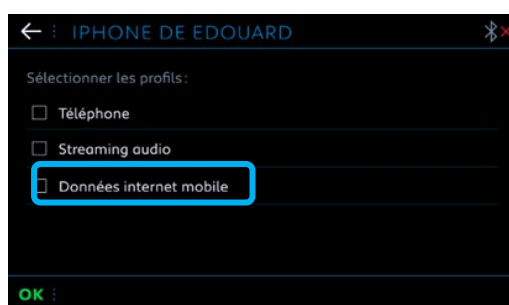 IPHONE DE EDOUARD
Sélectionner les profils:
Téléphone
Streaming audio
Données internet mobile
OK